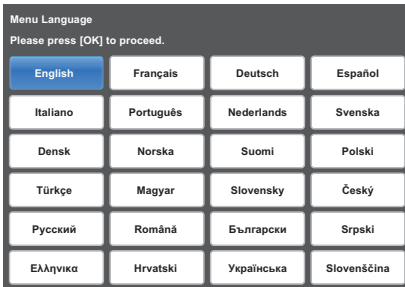 Menu Language
Please press [OK] to proceed.
English Français Deutsch Español
Italiano Português Nederlands Svenska
Densk Norska Suomi Polski
Türkçe Magyar Slovensky Český
Русский Română Български Srpski
Ελληνικα Hrvatski Українська Slovenščina